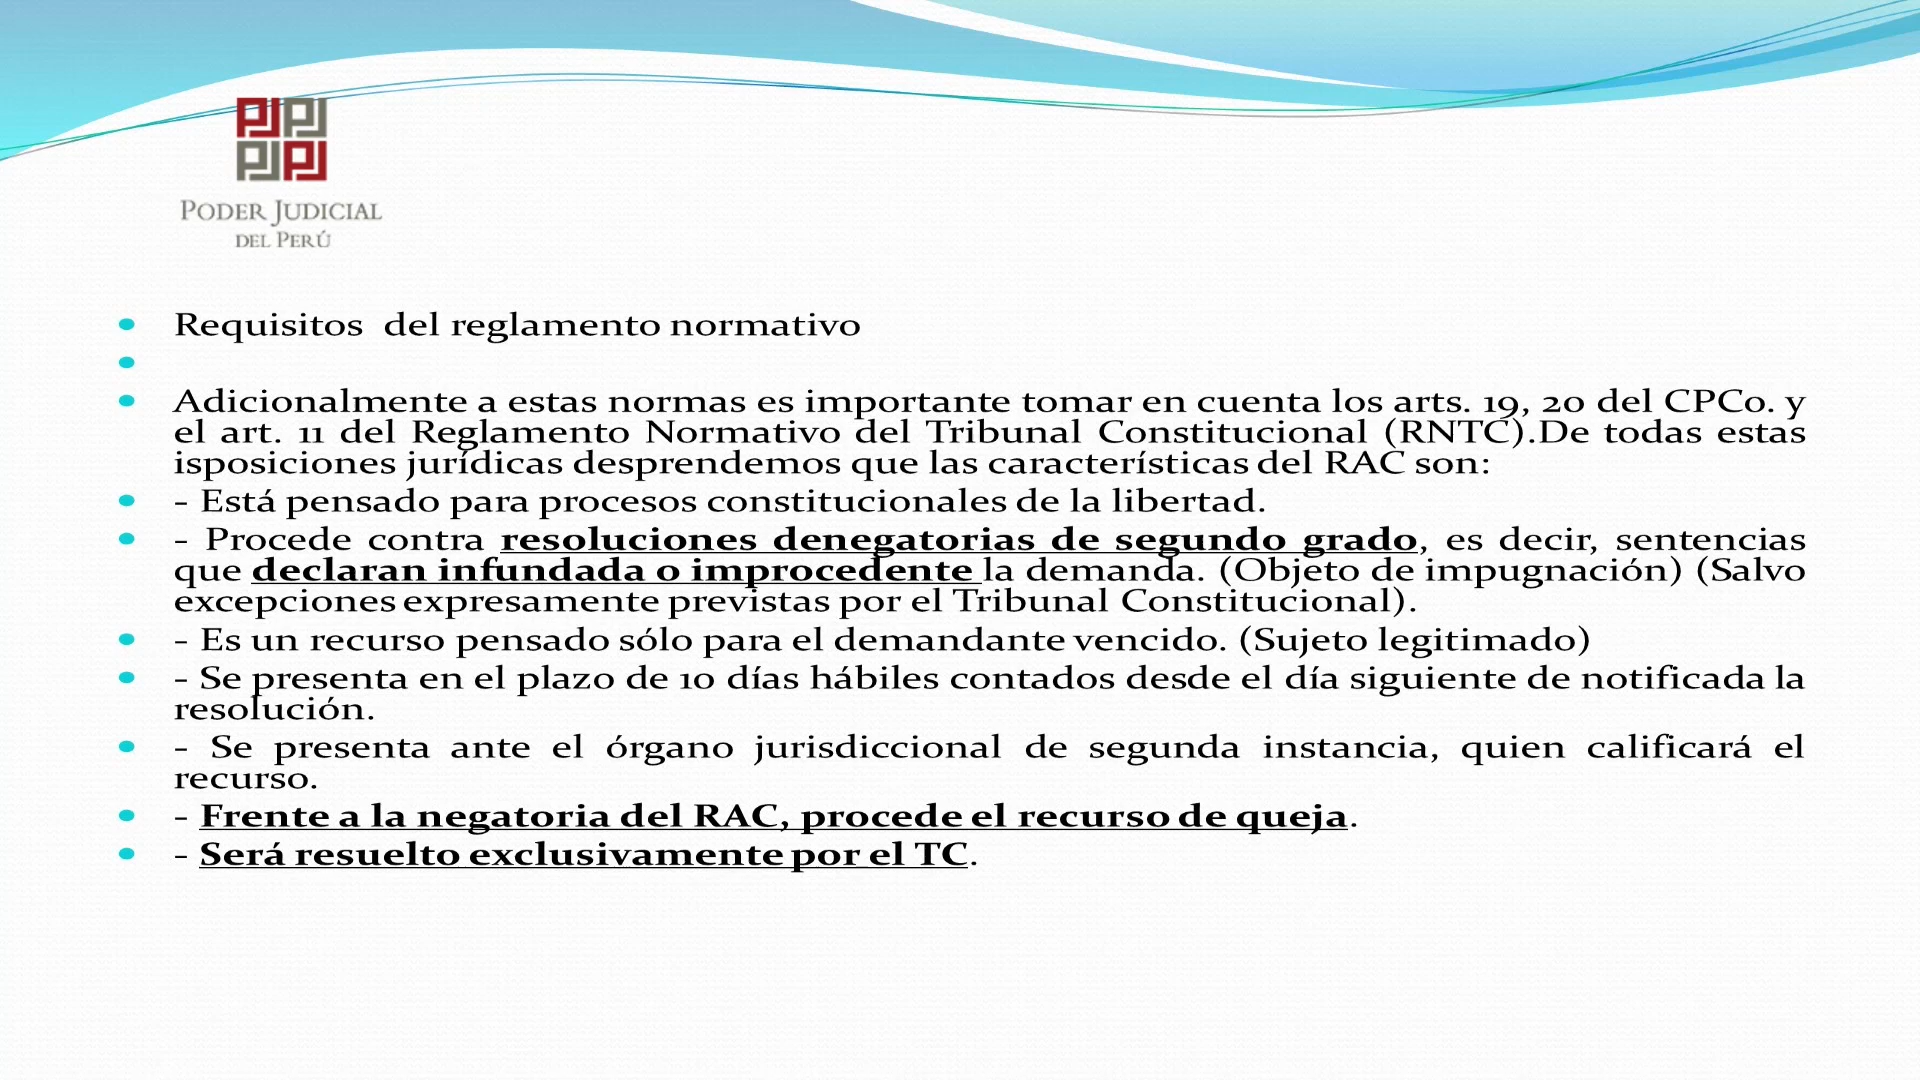 PODER JUDICIAL
DEL PERÚ
• Requisitos del reglamento normativo
•
• Adicionalmente a estas normas es importante tomar en cuenta los arts. 19, 20 del CPCo. y
el art. 11 del Reglamento Normativo del Tribunal Constitucional (RNTC).De todas estas
isposiciones jurídicas desprendemos que las características del RAC son:
• - Está pensado para procesos constitucionales de la libertad.
• - Procede contra resoluciones denegatorias de segundo grado, es decir, sentencias
que declaran infundada o improcedente la demanda. (Objeto de impugnación) (Salvo
excepciones expresamente previstas por el Tribunal Constitucional).
• - Es un recurso pensado sólo para el demandante vencido. (Sujeto legitimado)
• - Se presenta en el plazo de 10 días hábiles contados desde el día siguiente de notificada la
resolución.
• - Se presenta ante el órgano jurisdiccional de segunda instancia, quien calificará el
recurso.
• - Frente a la negatoria del RAC, procede el recurso de queja.
• - Será resuelto exclusivamente por el TC.